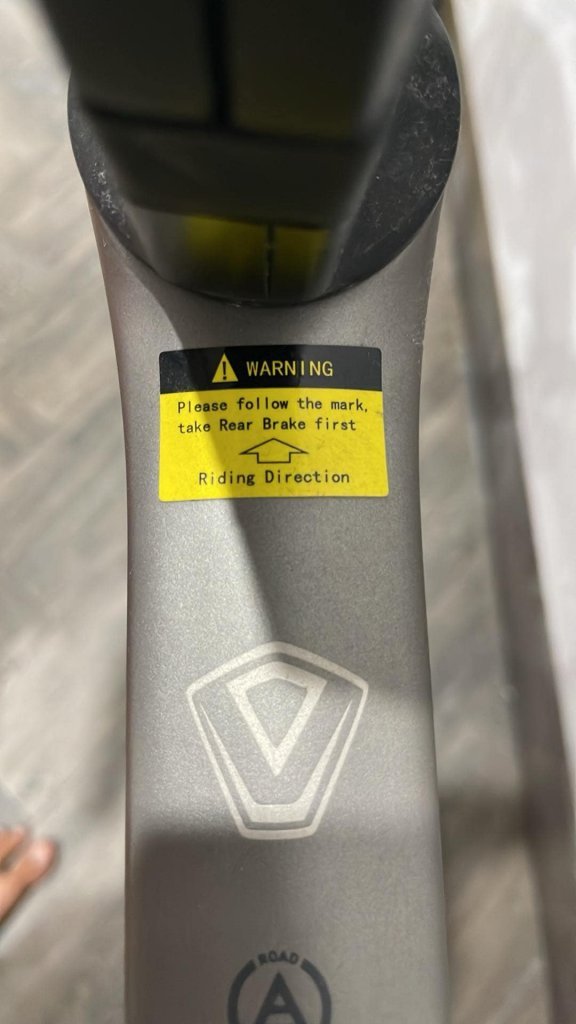 WARNING
Please follow the mark,
take Rear Brake first
Riding Direction
ROAD
A